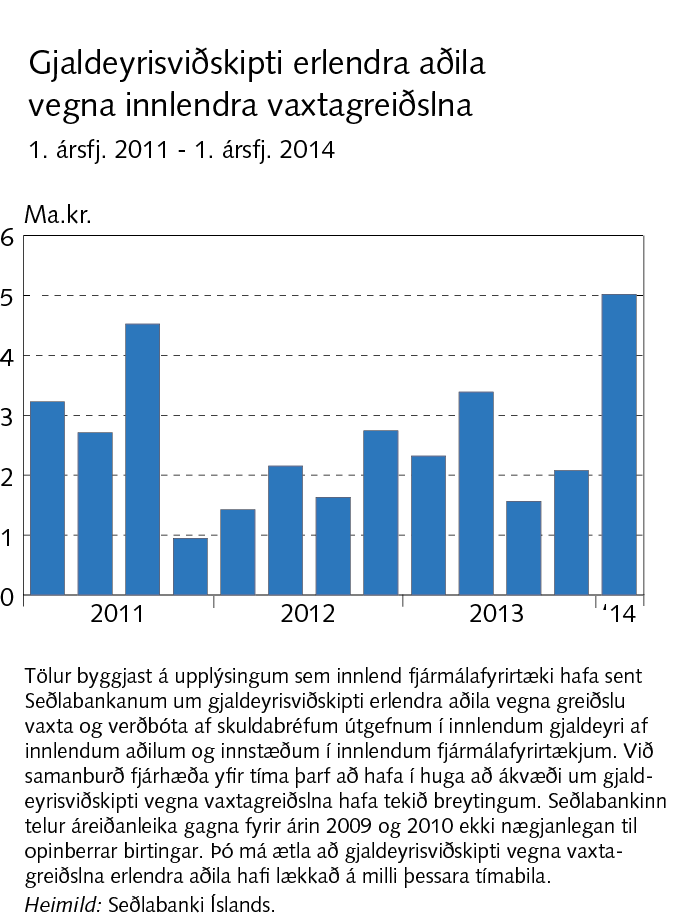 Gjaldeyrisviðskipti erlendra aðila
vegna innlendra vaxtagreiðslna
1. ársfj. 2011 - 1. ársfj. 2014
Ma.kr.
6
5
4
3
2
1
0
2011 2012 2013 '14
Tölur byggjast á upplýsingum sem innlend fjármálafyrirtæki hafa sent
Seðlabankanum um gjaldeyrisviðskipti erlendra aðila vegna greiðslu
vaxta og verðbóta af skuldabréfum útgefnum í innlendum gjaldeyri af
innlendum aðilum og innstæðum í innlendum fjármálafyrirtækjum. Við
samanburð fjárhæða yfir tíma þarf að hafa í huga að ákvæði um gjald-
eyrisviðskipti vegna vaxtagreiðslna hafa tekið breytingum. Seðlabankinn
telur áreiðanleika gagna fyrir árin 2009 og 2010 ekki nægjanlegan til
opinberrar birtingar. Þó má ætla að gjaldeyrisviðskipti vegna vaxta-
greiðslna erlendra aðila hafi lækkað á milli þessara tímabila.
Heimild: Seðlabanki Íslands.